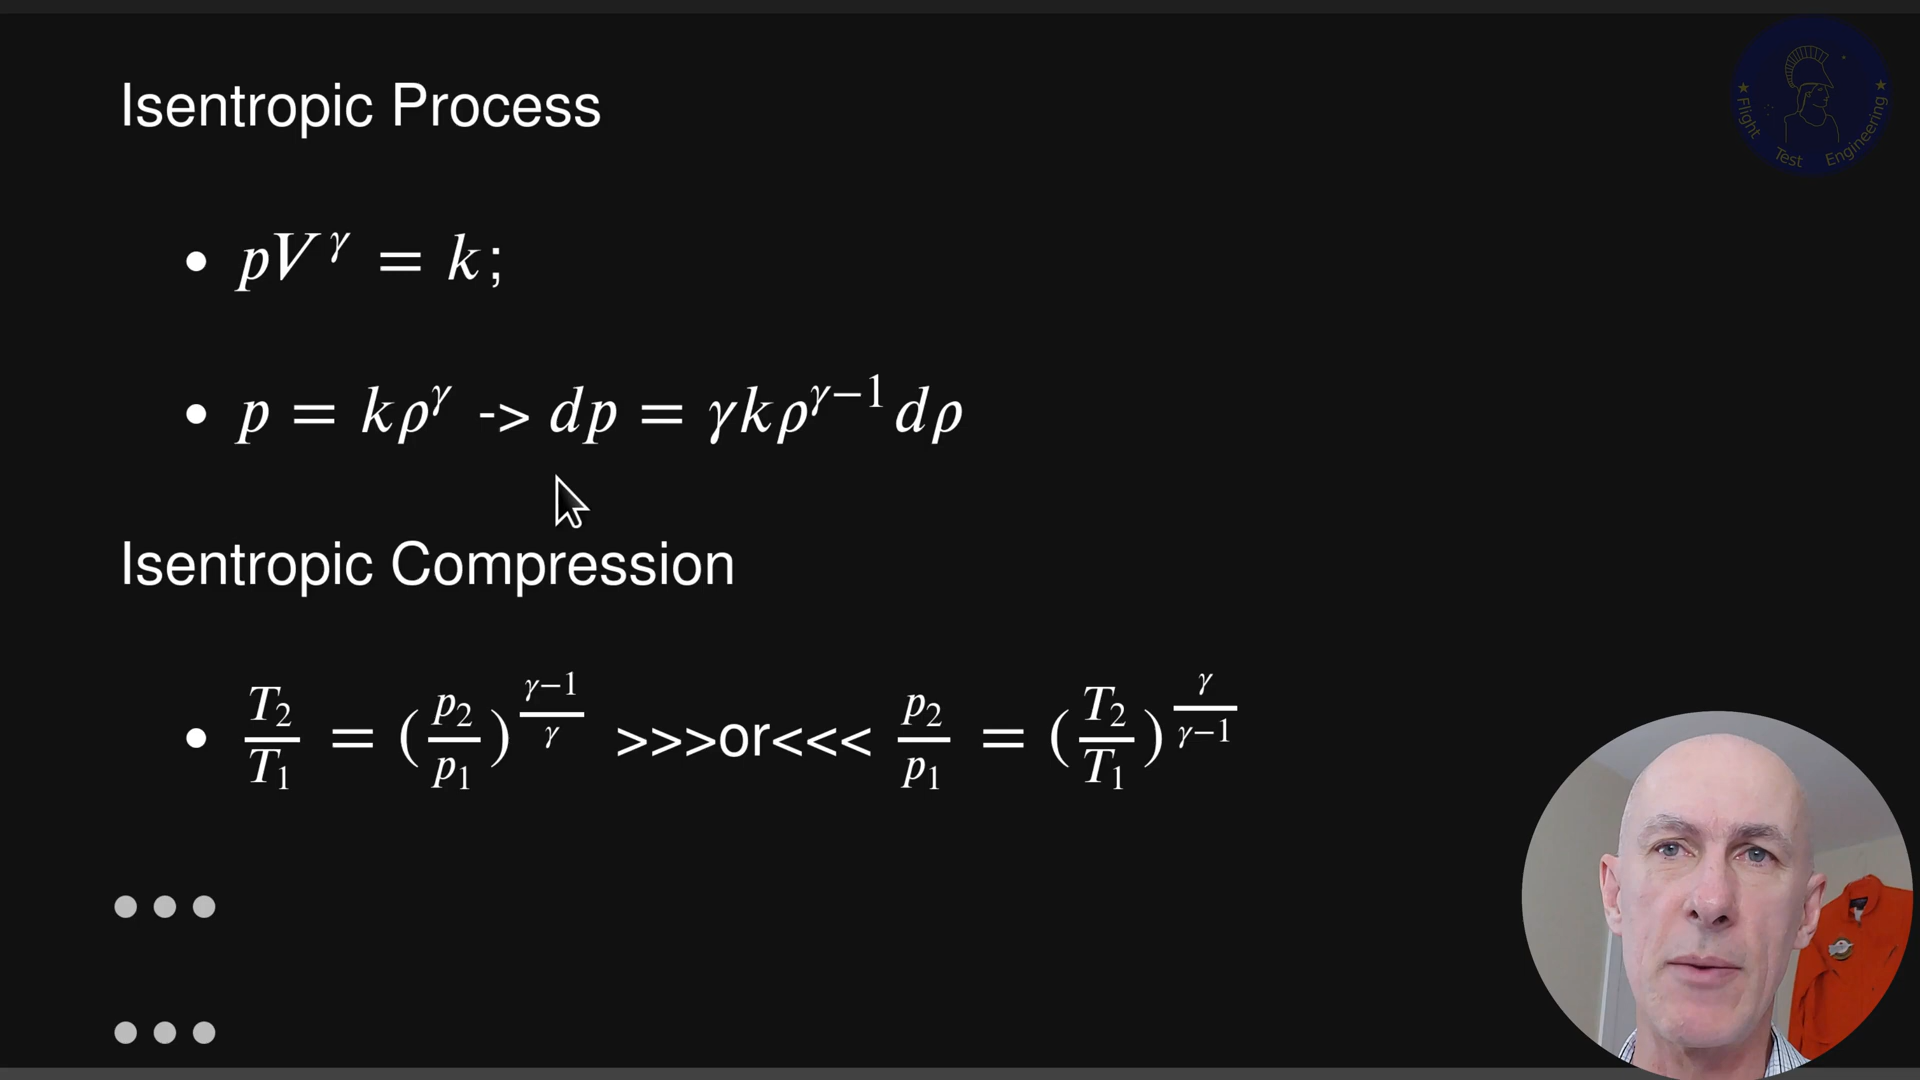 Isentropic Process
• pV^γ = k;
• p = kρ^γ -> dp = γkρ^{γ−1}dρ
Isentropic Compression
• T₂/T₁ = (p₂/p₁)^{(γ−1)/γ} >>>or<<< p₂/p₁ = (T₂/T₁)^{γ/(γ−1)}
Flight Test Engineering